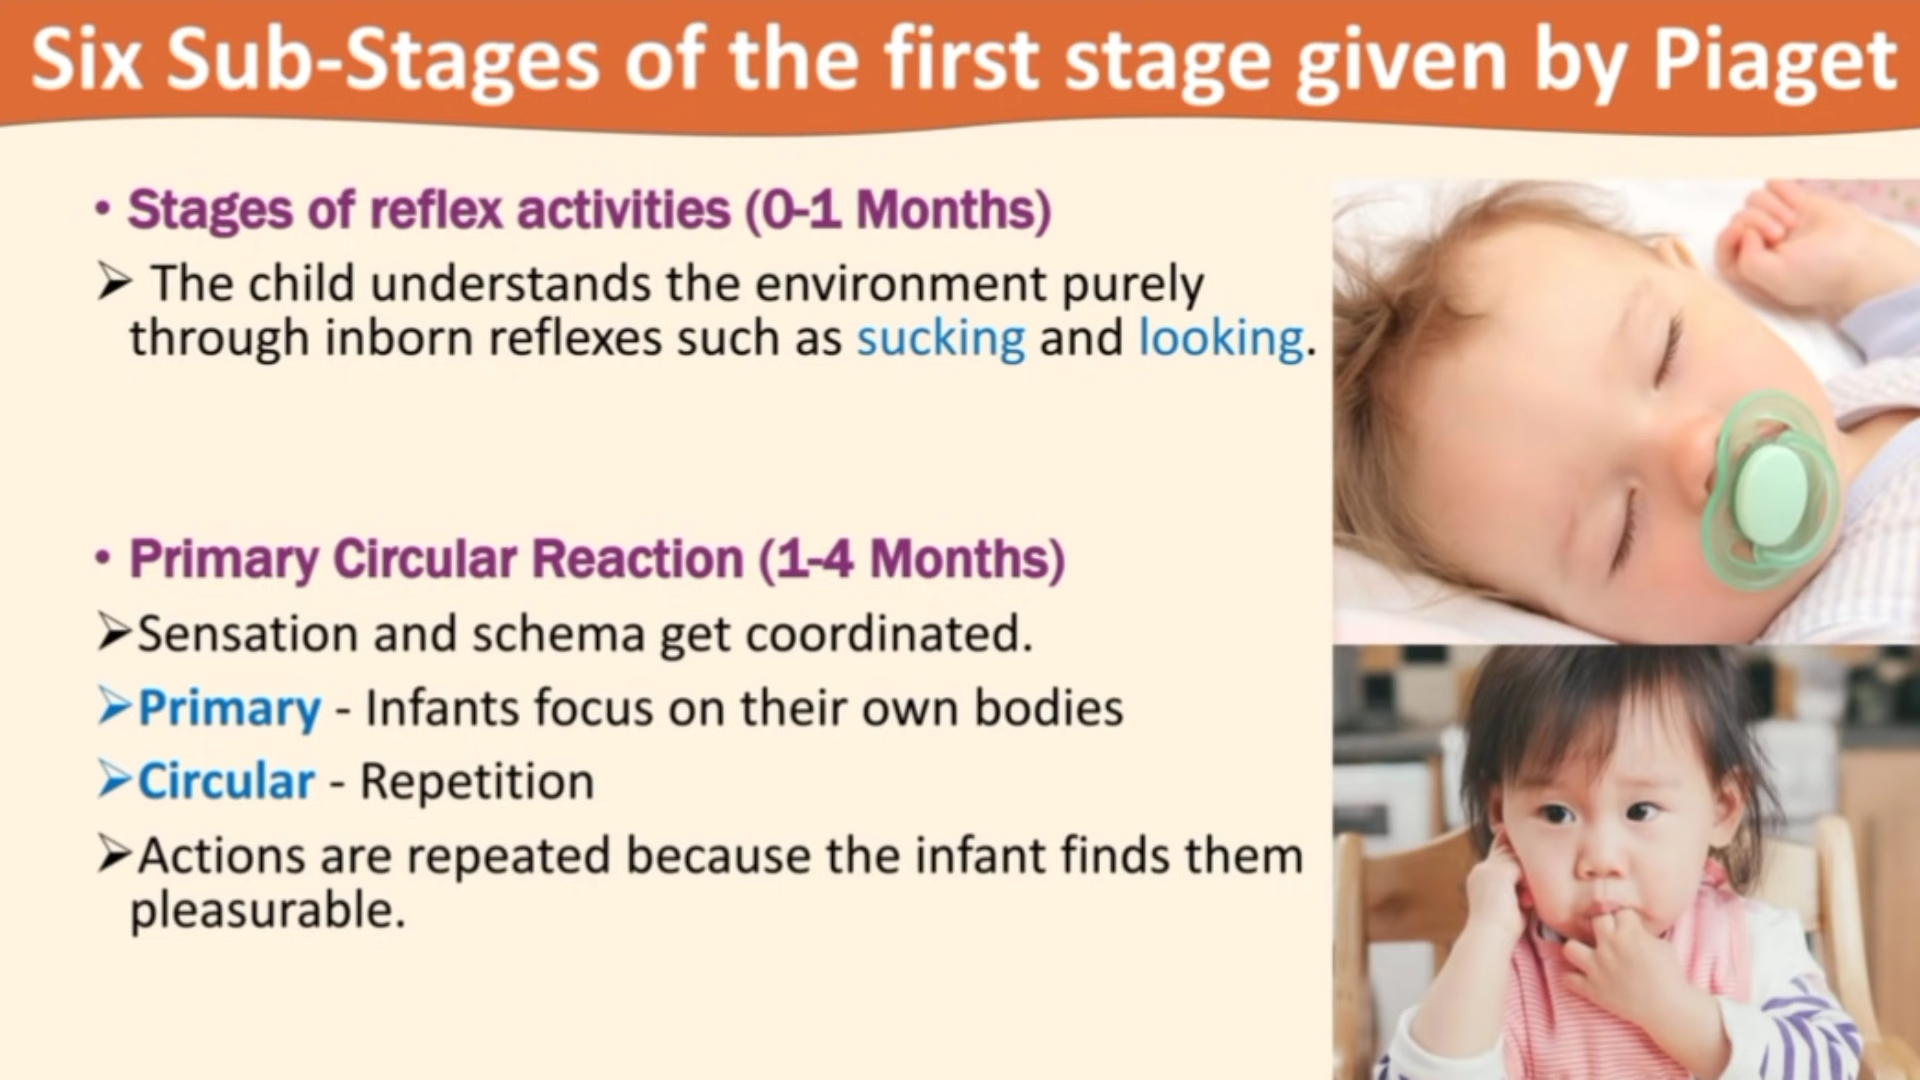 Six Sub-Stages of the first stage given by Piaget
• Stages of reflex activities (0-1 Months)
➢ The child understands the environment purely
through inborn reflexes such as sucking and looking.
• Primary Circular Reaction (1-4 Months)
➢Sensation and schema get coordinated.
➢Primary - Infants focus on their own bodies
➢Circular - Repetition
➢Actions are repeated because the infant finds them
pleasurable.